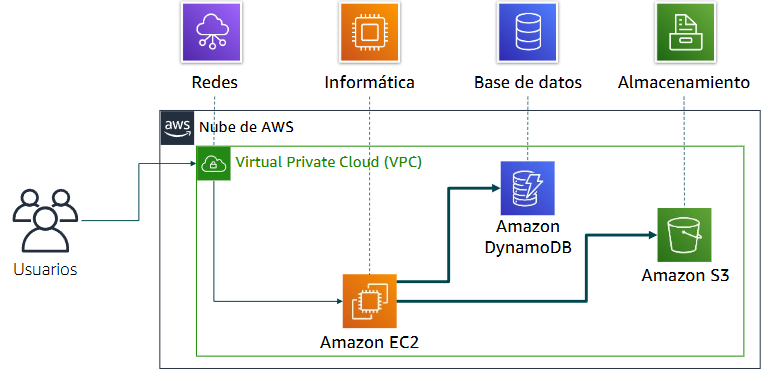 Redes
Informática
Base de datos
Almacenamiento
aws
Nube de AWS
Virtual Private Cloud (VPC)
Usuarios
Amazon
DynamoDB
Amazon S3
Amazon EC2